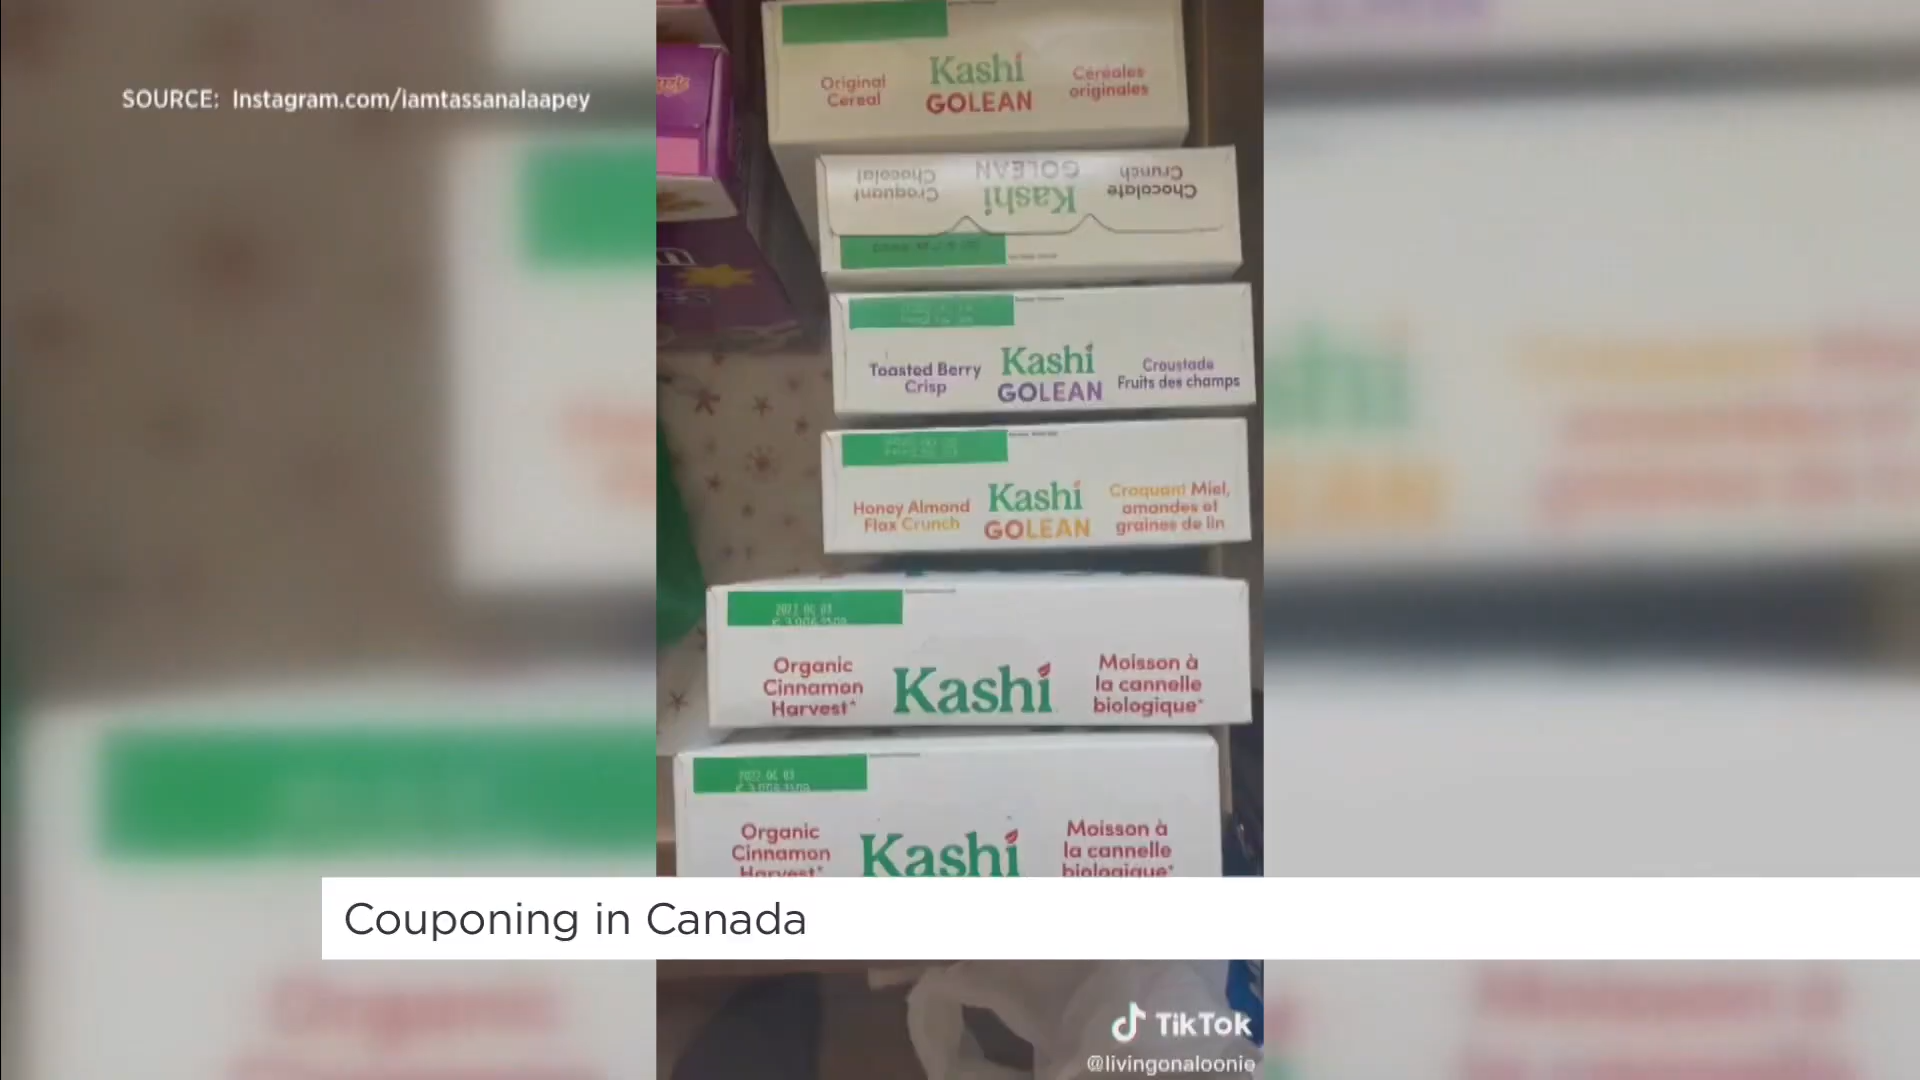 SOURCE: Instagram.com/iamtassanalaapey
Original
Cereal
Kashi
GOLEAN
Céréales
originales
Chocolate
Crunch
Kashi
GOLEAN
Croquant
Chocolat
Toasted Berry
Crisp
Kashi
GOLEAN
Croustade
Fruits des champs
Honey Almond
Flax Crunch
Kashi
GOLEAN
Croquant Miel,
amandes et
graines de lin
Organic
Cinnamon
Harvest*
Kashi
Moisson à
la cannelle
biologique*
Organic
Cinnamon
Harvest*
Kashi
Moisson à
la cannelle
biologique*
Couponing in Canada
TikTok
@livingonaloonie